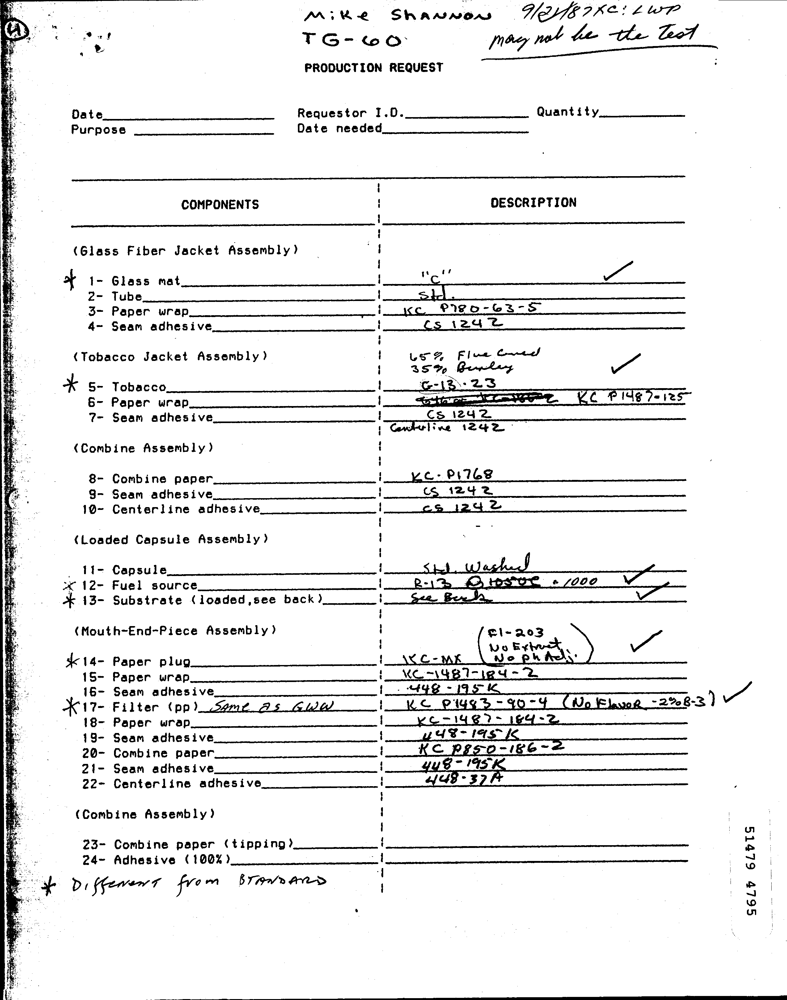 4
Mike SHANNON 9/21/87 KC: LWP
TG-60 may not be the Test
PRODUCTION REQUEST
Date Requestor I.D. Quantity
Purpose Date needed
COMPONENTS DESCRIPTION
(Glass Fiber Jacket Assembly)
* 1- Glass mat "C" ✓
2- Tube Std.
3- Paper wrap KC P780-63-5
4- Seam adhesive CS 1242
(Tobacco Jacket Assembly) 65% Flue Cured
35% Burley ✓
* 5- Tobacco G-13-23
6- Paper wrap KC P1487-125
7- Seam adhesive CS 1242
Centerline 1242
(Combine Assembly)
8- Combine paper KC-P1768
9- Seam adhesive CS 1242
10- Centerline adhesive CS 1242
(Loaded Capsule Assembly)
11- Capsule Std Washed
* 12- Fuel source R-13 .1000 ✓
* 13- Substrate (loaded,see back) See Back ✓
(Mouth-End-Piece Assembly) (F1-203
No Extract
* 14- Paper plug KC-MX No ph Adj.) ✓
15- Paper wrap KC-1487-184-2
16- Seam adhesive 448-195K
* 17- Filter (pp) Same as GWW KC P1483-90-4 (No Flavor -2% B-3) ✓
18- Paper wrap KC-1487-184-2
19- Seam adhesive 448-195K
20- Combine paper KC P850-186-2
21- Seam adhesive 448-195K
22- Centerline adhesive 448-37A
(Combine Assembly)
23- Combine paper (tipping)
24- Adhesive (100%)
* Different from STANDARD
51479 4795